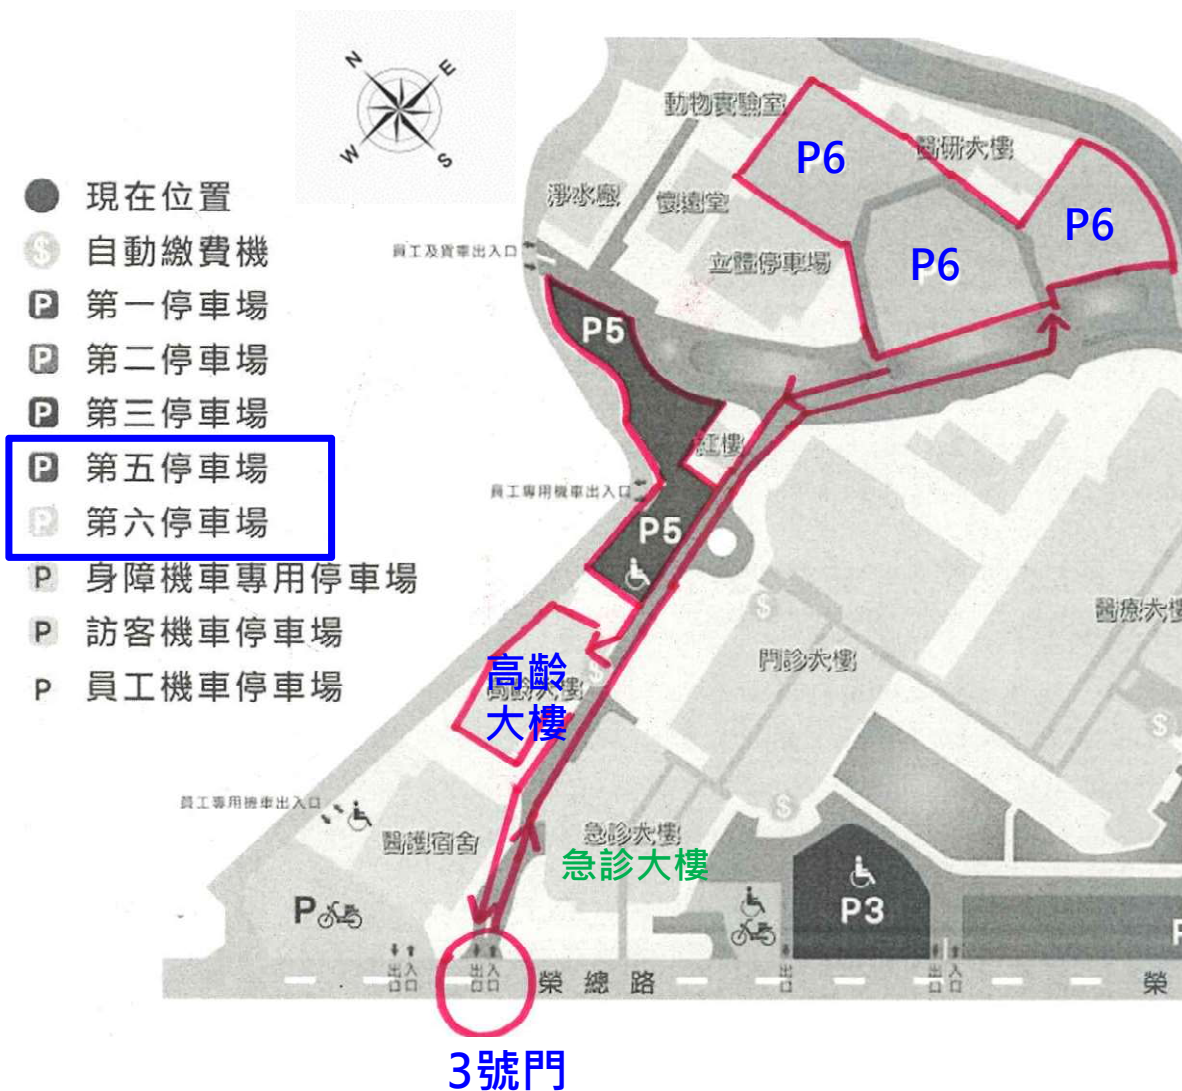 N
E
W
S
現在位置
$ 自動繳費機
P 第一停車場
P 第二停車場
P 第三停車場
P 第五停車場
P 第六停車場
P 身障機車專用停車場
P 訪客機車停車場
P 員工機車停車場
動物實驗室
P6
醫研大樓
淨水廠
懷遠堂
P6
員工及貨車出入口
立體停車場
P6
P5
紅樓
員工專用機車出入口
P5
$
醫療大樓
門診大樓
高齡
高齡大樓
$
大樓
$
員工專用機車出入口
$
醫護宿舍
急診大樓
急診大樓
P
P3
P
出口 入口
出口 入口
榮總路
出口
出口 入口
榮
3號門